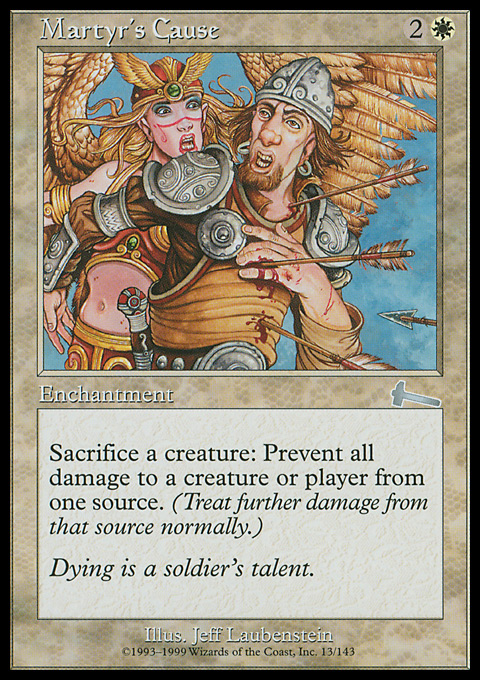 Martyr's Cause 2
Enchantment
Sacrifice a creature: Prevent all
damage to a creature or player from
one source. (Treat further damage from
that source normally.)
Dying is a soldier's talent.
Illus. Jeff Laubenstein
©1993–1999 Wizards of the Coast, Inc. 13/143